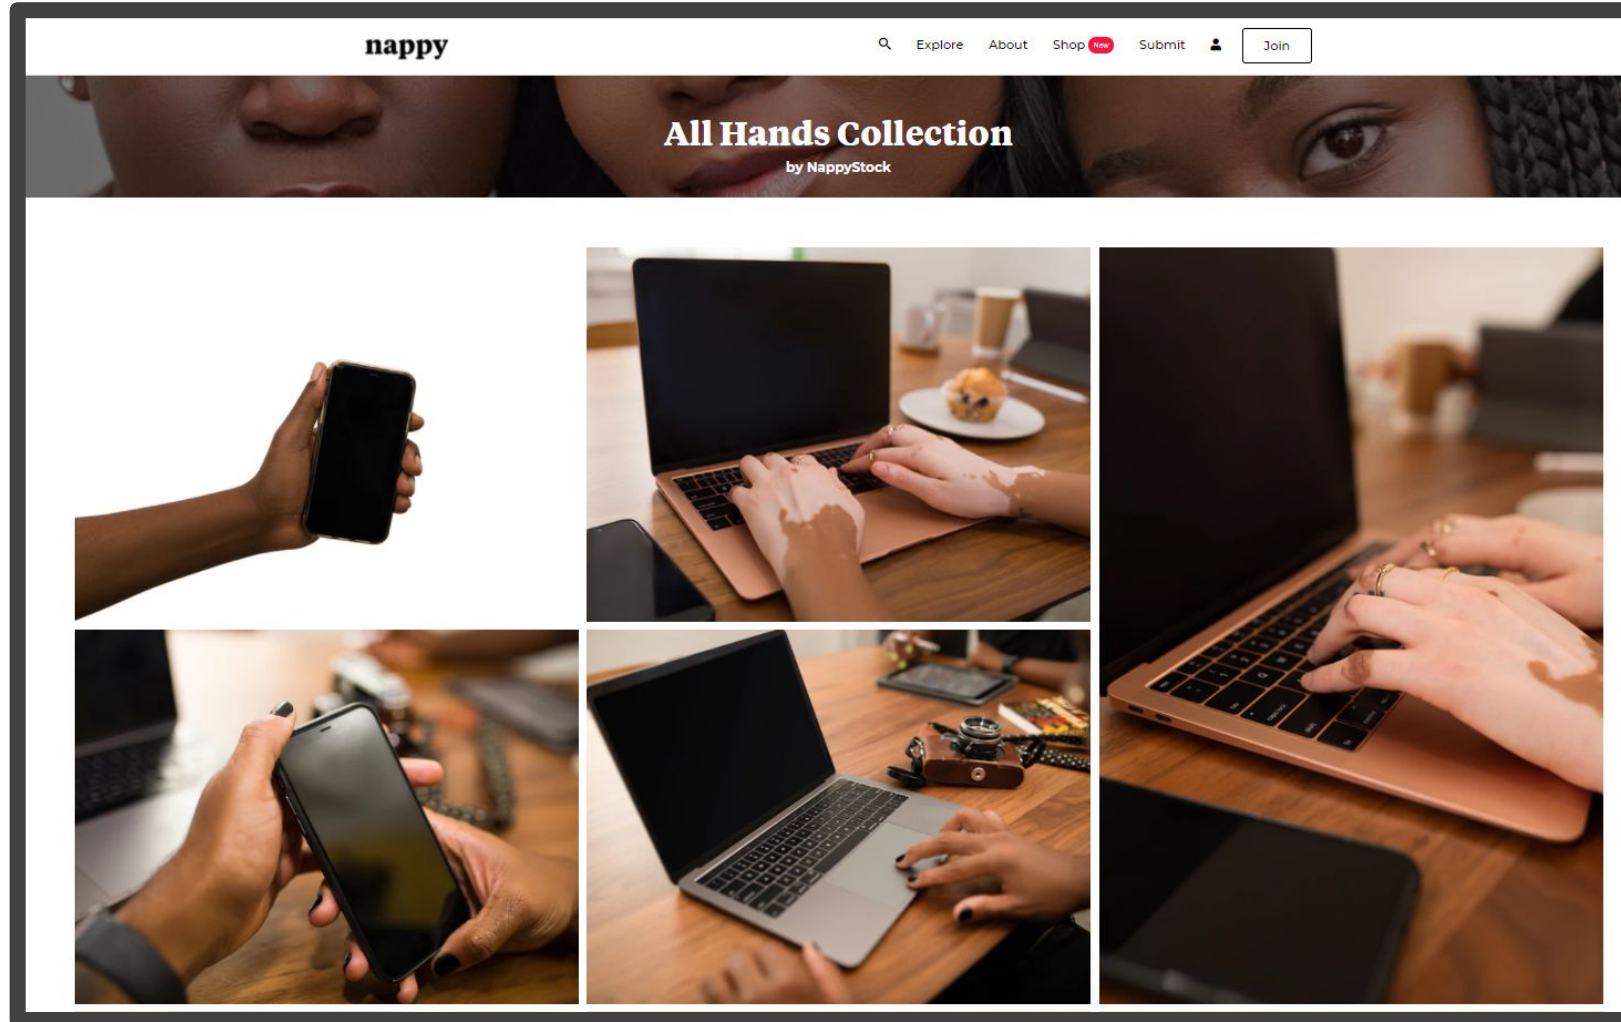 nappy
Explore About Shop New Submit Join
All Hands Collection
by NappyStock